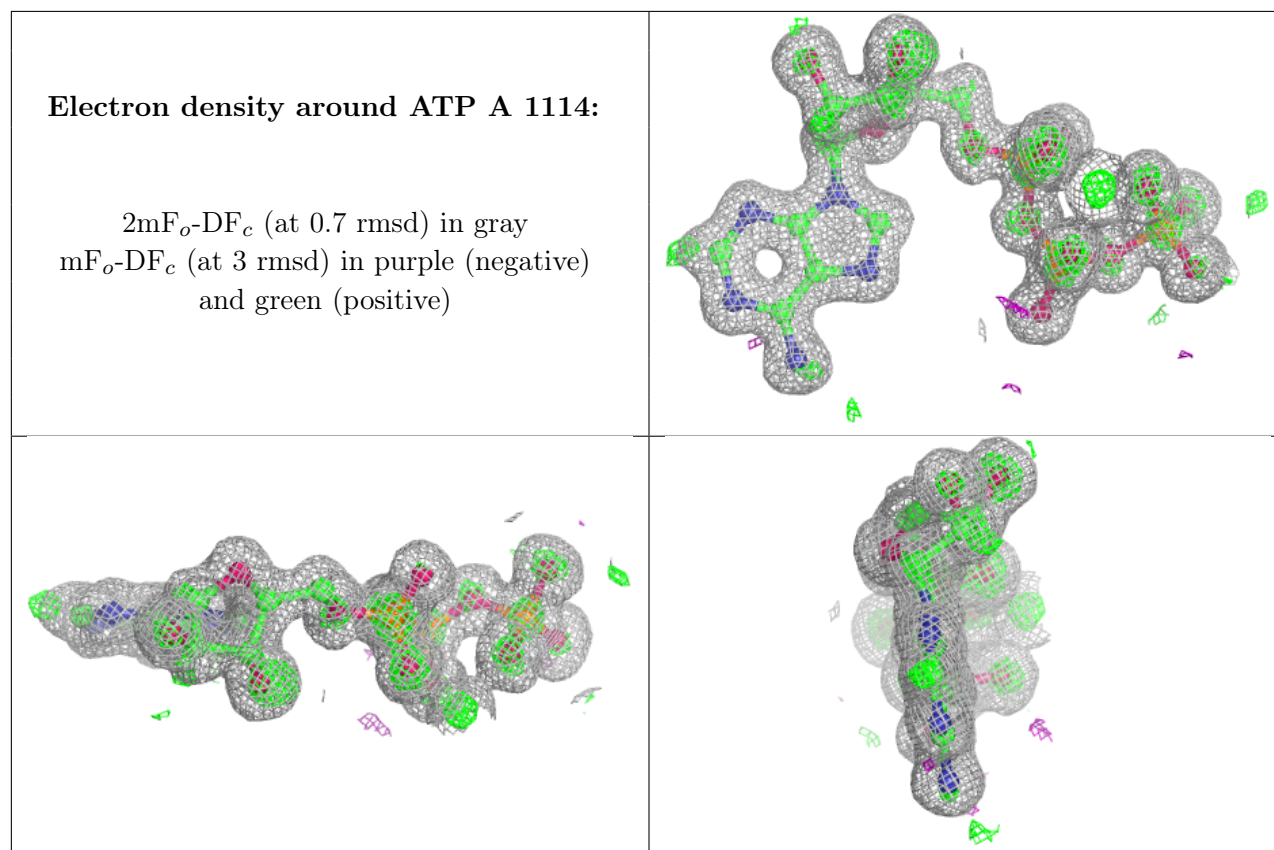 Electron density around ATP A 1114:
2mFₒ-DF𝒸 (at 0.7 rmsd) in gray
mFₒ-DF𝒸 (at 3 rmsd) in purple (negative)
and green (positive)